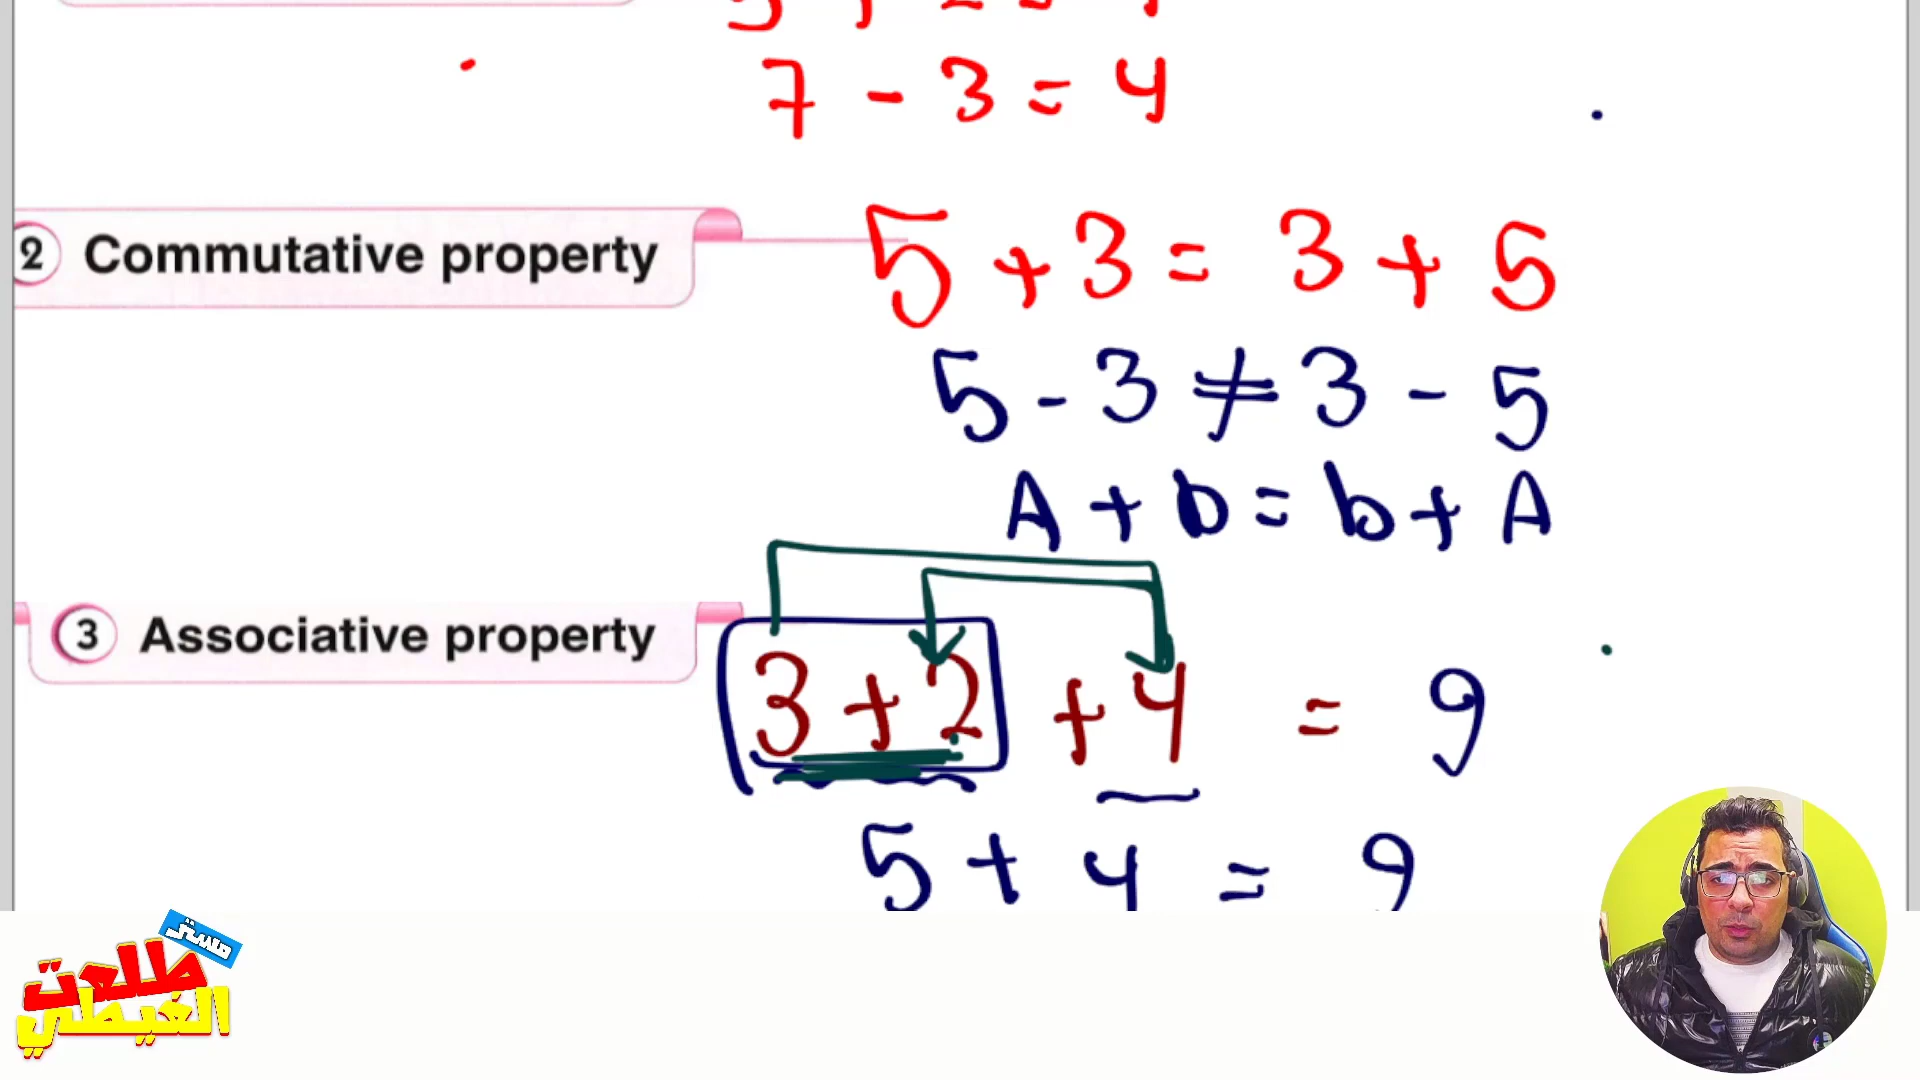 7 - 3 = 4
2 Commutative property
5 + 3 = 3 + 5
5 - 3 ≠ 3 - 5
A + b = b + A
3 Associative property
3 + 2 + 4 = 9
5 + 4 = 9
مستر
طلعت
الغيطي